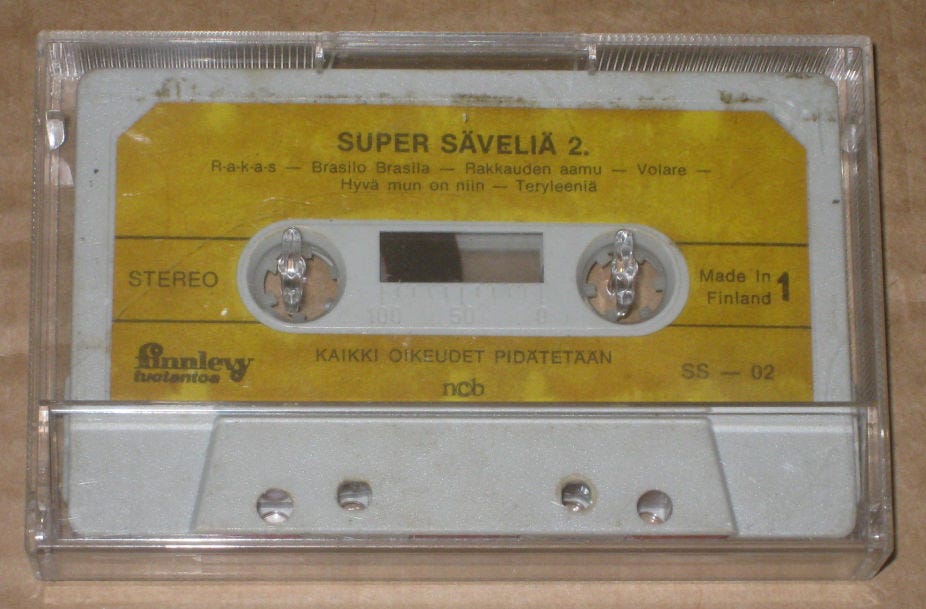 SUPER SÄVELIÄ 2.
R-a-k-a-s — Brasilo Brasila — Rakkauden aamu — Volare —
Hyvä mun on niin — Teryleeniä
STEREO
Made In
Finland
1
100 50 0
finnlevy
tuotantoa
KAIKKI OIKEUDET PIDÄTETÄÄN
ncb
SS — 02